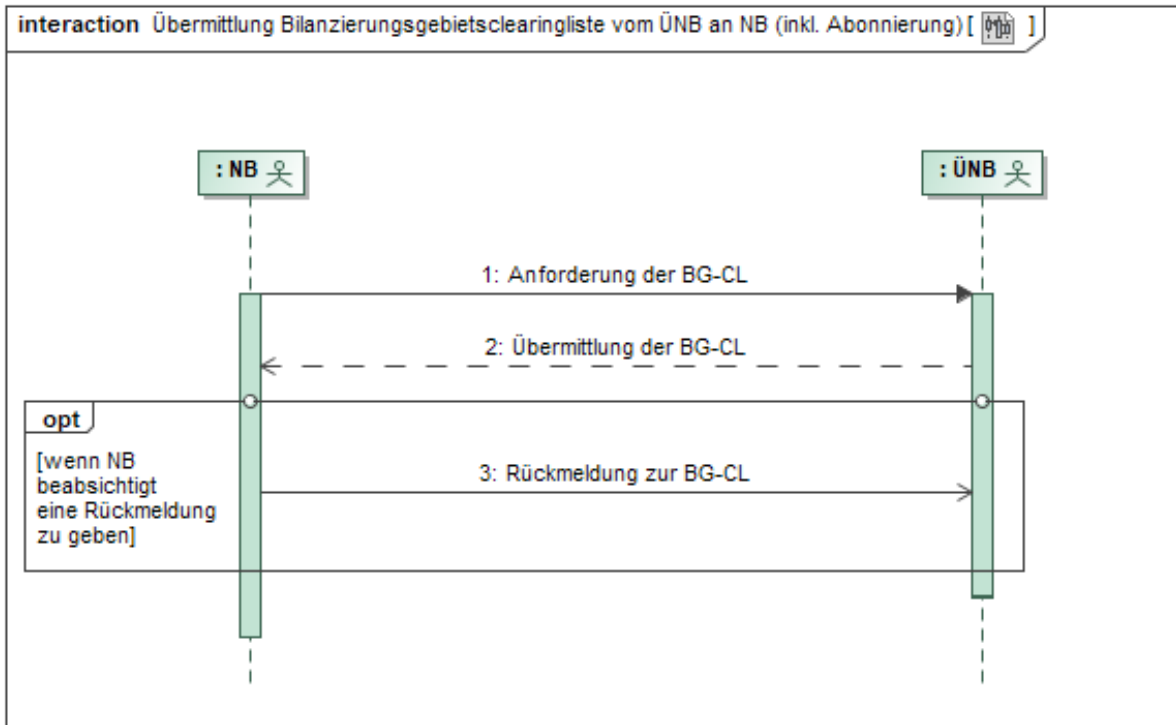 interaction Übermittlung Bilanzierungsgebietsclearingliste vom ÜNB an NB (inkl. Abonnierung) [ ]
: NB
: ÜNB
1: Anforderung der BG-CL
2: Übermittlung der BG-CL
opt
[wenn NB
beabsichtigt
eine Rückmeldung
zu geben]
3: Rückmeldung zur BG-CL